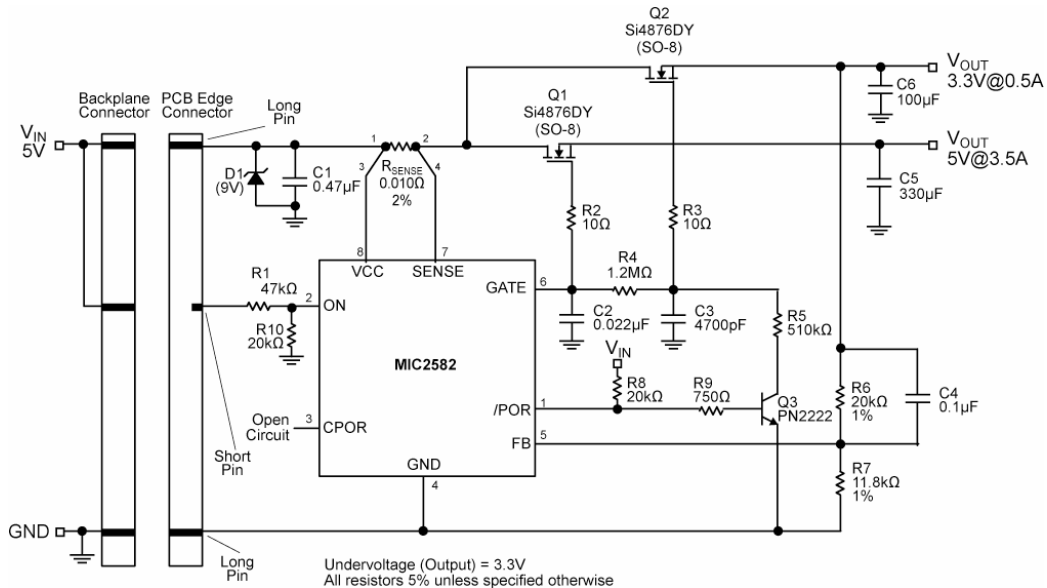 Q2
Si4876DY
(SO-8)
V_OUT
3.3V@0.5A
C6
100µF
Backplane
Connector
PCB Edge
Connector
Long
Pin
Q1
Si4876DY
(SO-8)
V_IN
5V
1
2
R_SENSE
0.010Ω
2%
3
4
D1
(9V)
C1
0.47µF
V_OUT
5V@3.5A
C5
330µF
R2
10Ω
R3
10Ω
8
VCC
7
SENSE
R1
47kΩ
2
ON
R10
20kΩ
GATE
6
R4
1.2MΩ
C2
0.022µF
C3
4700pF
R5
510kΩ
MIC2582
V_IN
R8
20kΩ
R9
750Ω
/POR
1
Q3
PN2222
R6
20kΩ
1%
C4
0.1µF
Open
Circuit
3
CPOR
FB
5
Short
Pin
GND
4
R7
11.8kΩ
1%
GND
Long
Pin
Undervoltage (Output) = 3.3V
All resistors 5% unless specified otherwise